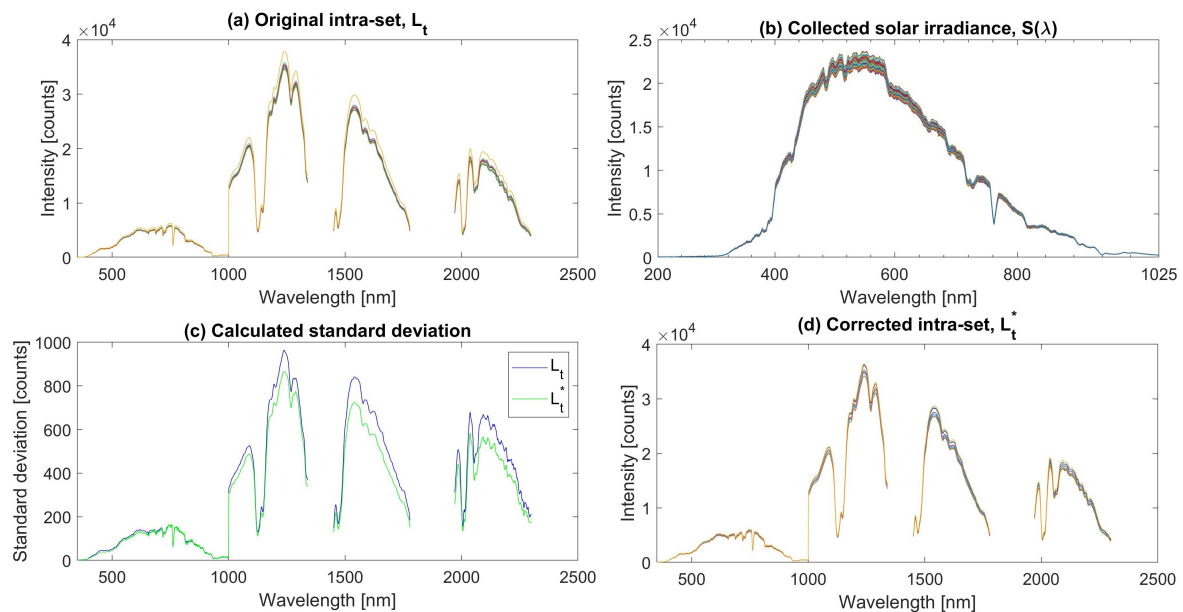 (a) Original intra-set, L_t
×10^4
4
3
2
1
0
Intensity [counts]
500 1000 1500 2000 2500
Wavelength [nm]
(b) Collected solar irradiance, S(λ)
×10^4
2.5
2
1.5
1
0.5
0
Intensity [counts]
200 400 600 800 1025
Wavelength [nm]
(c) Calculated standard deviation
1000
800
600
400
200
0
Standard deviation [counts]
L_t
L_t^*
500 1000 1500 2000 2500
Wavelength [nm]
(d) Corrected intra-set, L_t^*
×10^4
4
3
2
1
0
Intensity [counts]
500 1000 1500 2000 2500
Wavelength [nm]